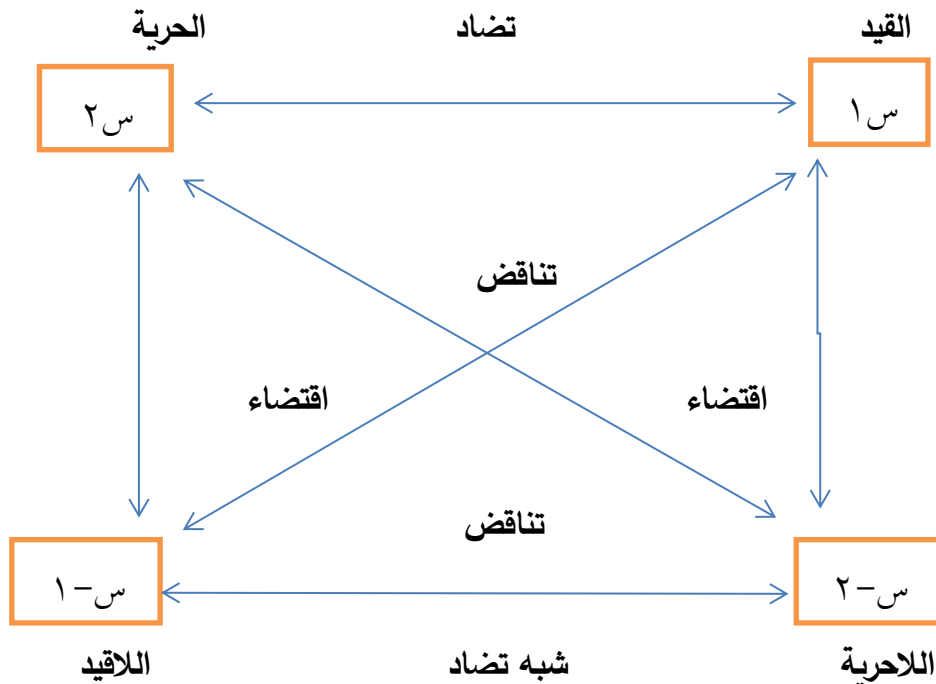 القيد تضاد الحرية
س١ س٢
تناقض
اقتضاء اقتضاء
تناقض
س-٢ س-١
اللاحرية شبه تضاد اللاقيد